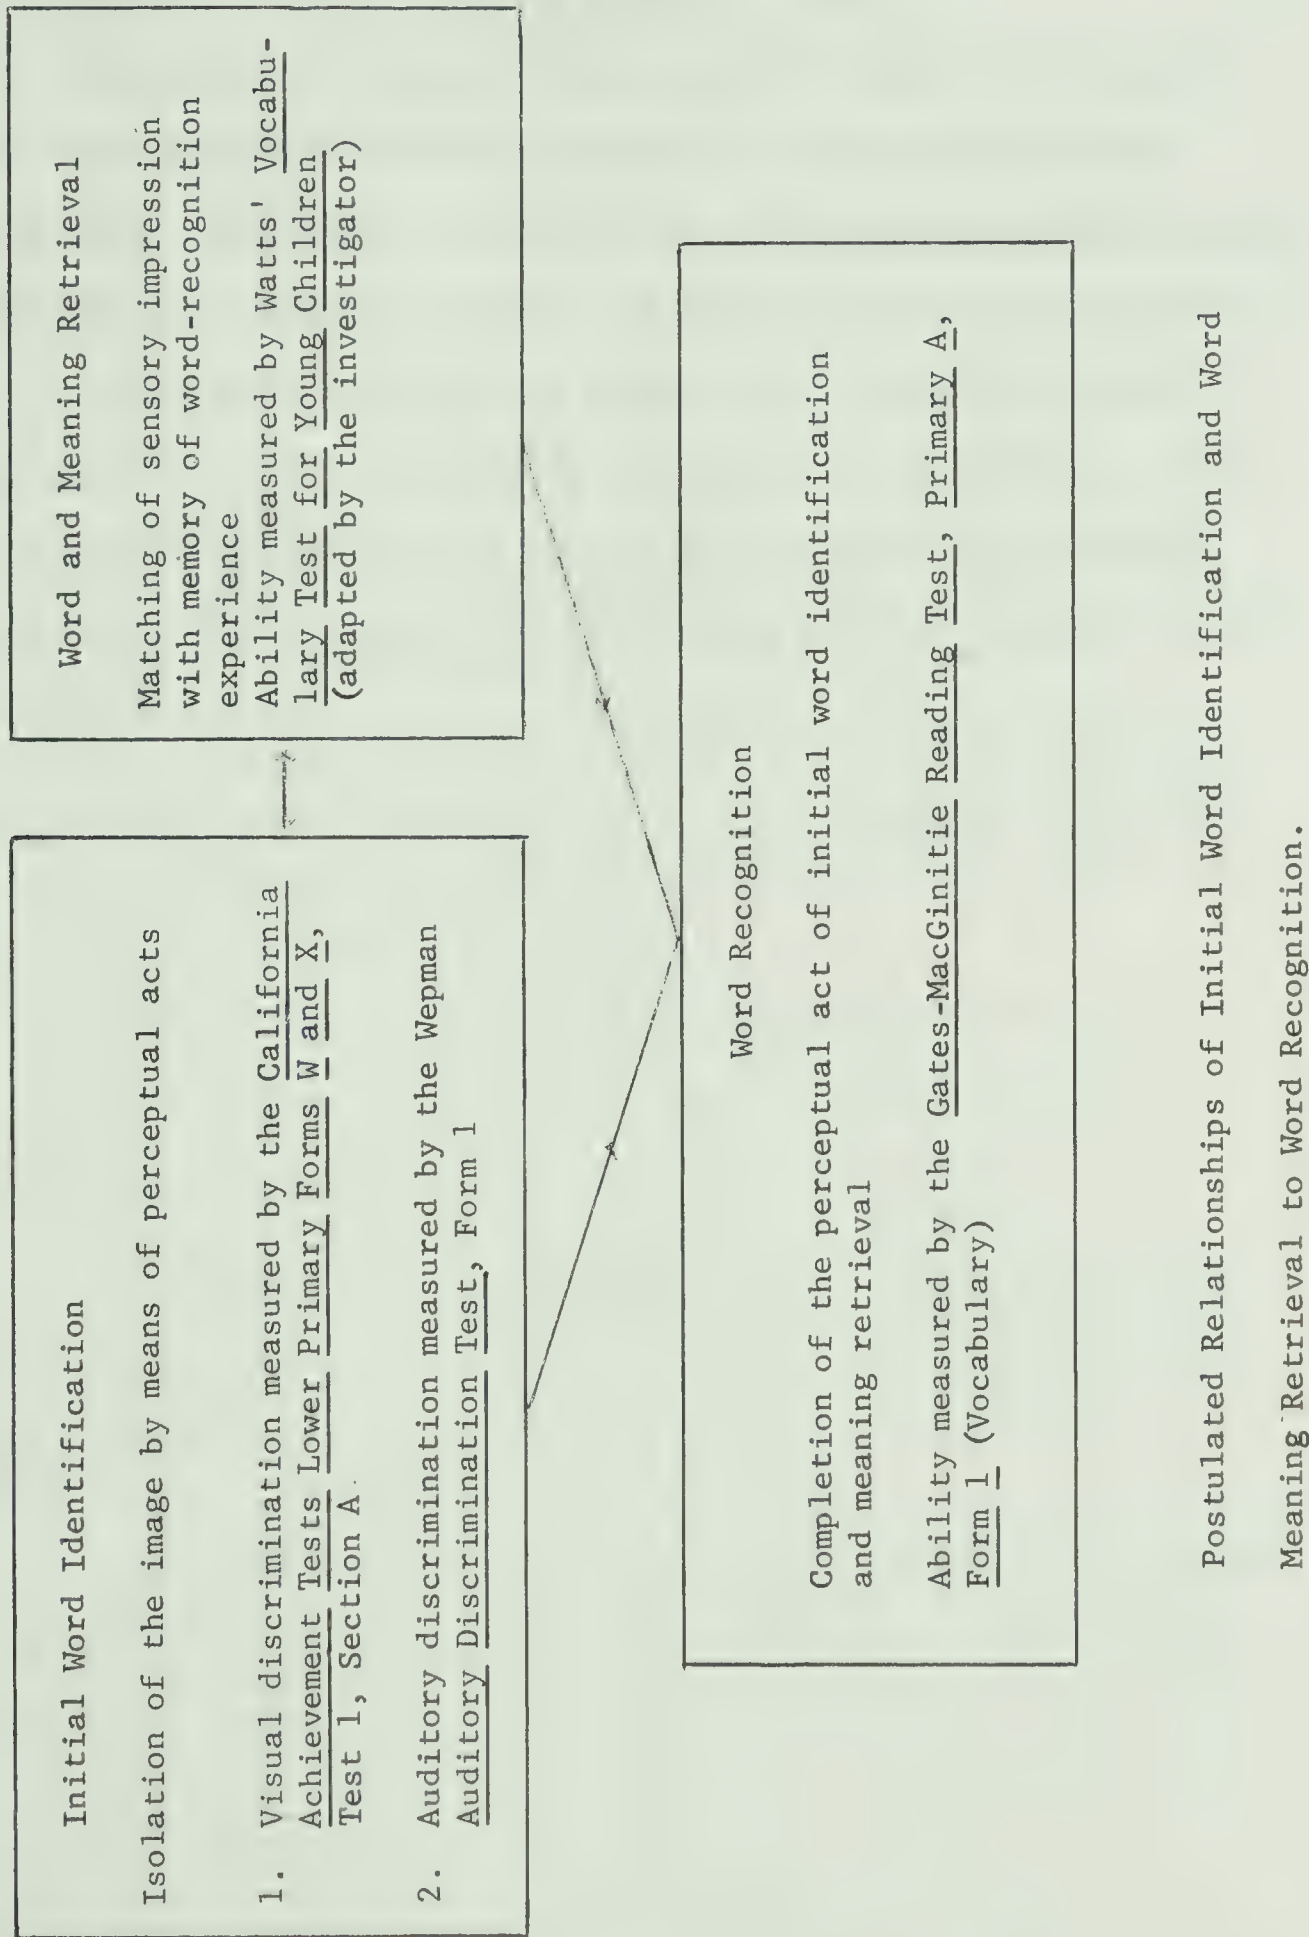 Initial Word Identification
Isolation of the image by means of perceptual acts
1. Visual discrimination measured by the California
Achievement Tests Lower Primary Forms W and X,
Test 1, Section A.
2. Auditory discrimination measured by the Wepman
Auditory Discrimination Test, Form 1
Word and Meaning Retrieval
Matching of sensory impression
with memory of word-recognition
experience
Ability measured by Watts' Vocabu-
lary Test for Young Children
(adapted by the investigator)
Word Recognition
Completion of the perceptual act of initial word identification
and meaning retrieval
Ability measured by the Gates-MacGinitie Reading Test, Primary A,
Form 1 (Vocabulary)
Postulated Relationships of Initial Word Identification and Word
Meaning Retrieval to Word Recognition.